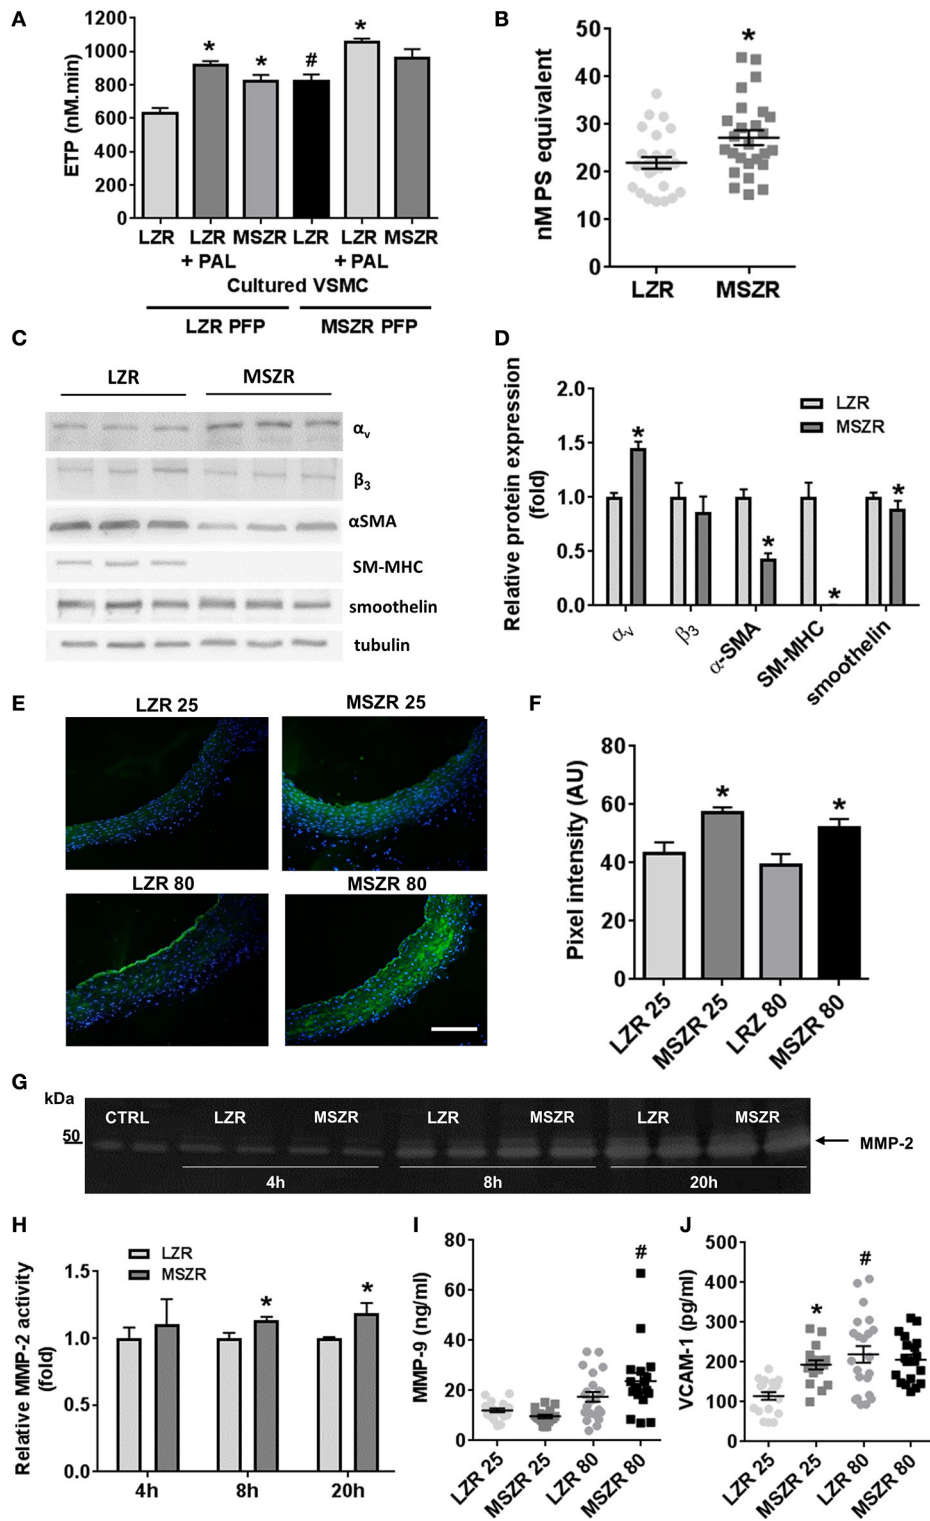 A
ETP (nM.min)
1200
1000
800
600
400
200
0
* * # *
LZR LZR MSZR LZR LZR MSZR
+ PAL + PAL
Cultured VSMC
LZR PFP MSZR PFP
B
nM PS equivalent
50
40
30
20
10
0
*
LZR MSZR
C
LZR MSZR
αv
β3
αSMA
SM-MHC
smoothelin
tubulin
D
Relative protein expression
(fold)
2.0
1.5
1.0
0.5
0.0
LZR
MSZR
* * * *
αv β3 α-SMA SM-MHC smoothelin
E
LZR 25 MSZR 25
LZR 80 MSZR 80
F
Pixel intensity (AU)
80
60
40
20
0
* *
LZR 25 MSZR 25 LRZ 80 MSZR 80
G
kDa
50
CTRL LZR MSZR LZR MSZR LZR MSZR
4h 8h 20h
MMP-2
H
Relative MMP-2 activity
(fold)
1.5
1.0
0.5
0.0
LZR
MSZR
* *
4h 8h 20h
I
MMP-9 (ng/ml)
80
60
40
20
0
#
LZR 25 MSZR 25 LZR 80 MSZR 80
J
VCAM-1 (pg/ml)
500
400
300
200
100
0
* #
LZR 25 MSZR 25 LZR 80 MSZR 80